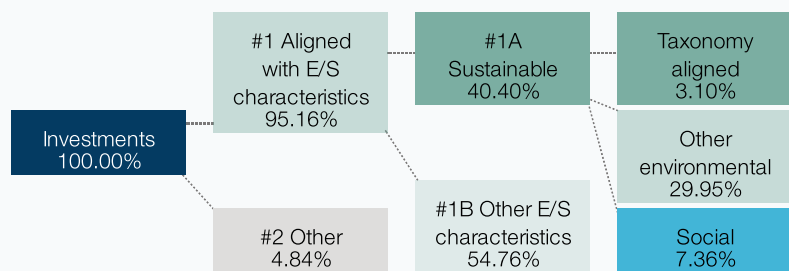 Investments
100.00%
#1 Aligned
with E/S
characteristics
95.16%
#2 Other
4.84%
#1A
Sustainable
40.40%
#1B Other E/S
characteristics
54.76%
Taxonomy
aligned
3.10%
Other
environmental
29.95%
Social
7.36%